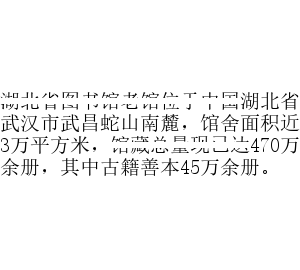 湖北省图书馆老馆位于中国湖北省
武汉市武昌蛇山南麓，馆舍面积近
3万平方米，馆藏总量现已达470万
余册，其中古籍善本45万余册。